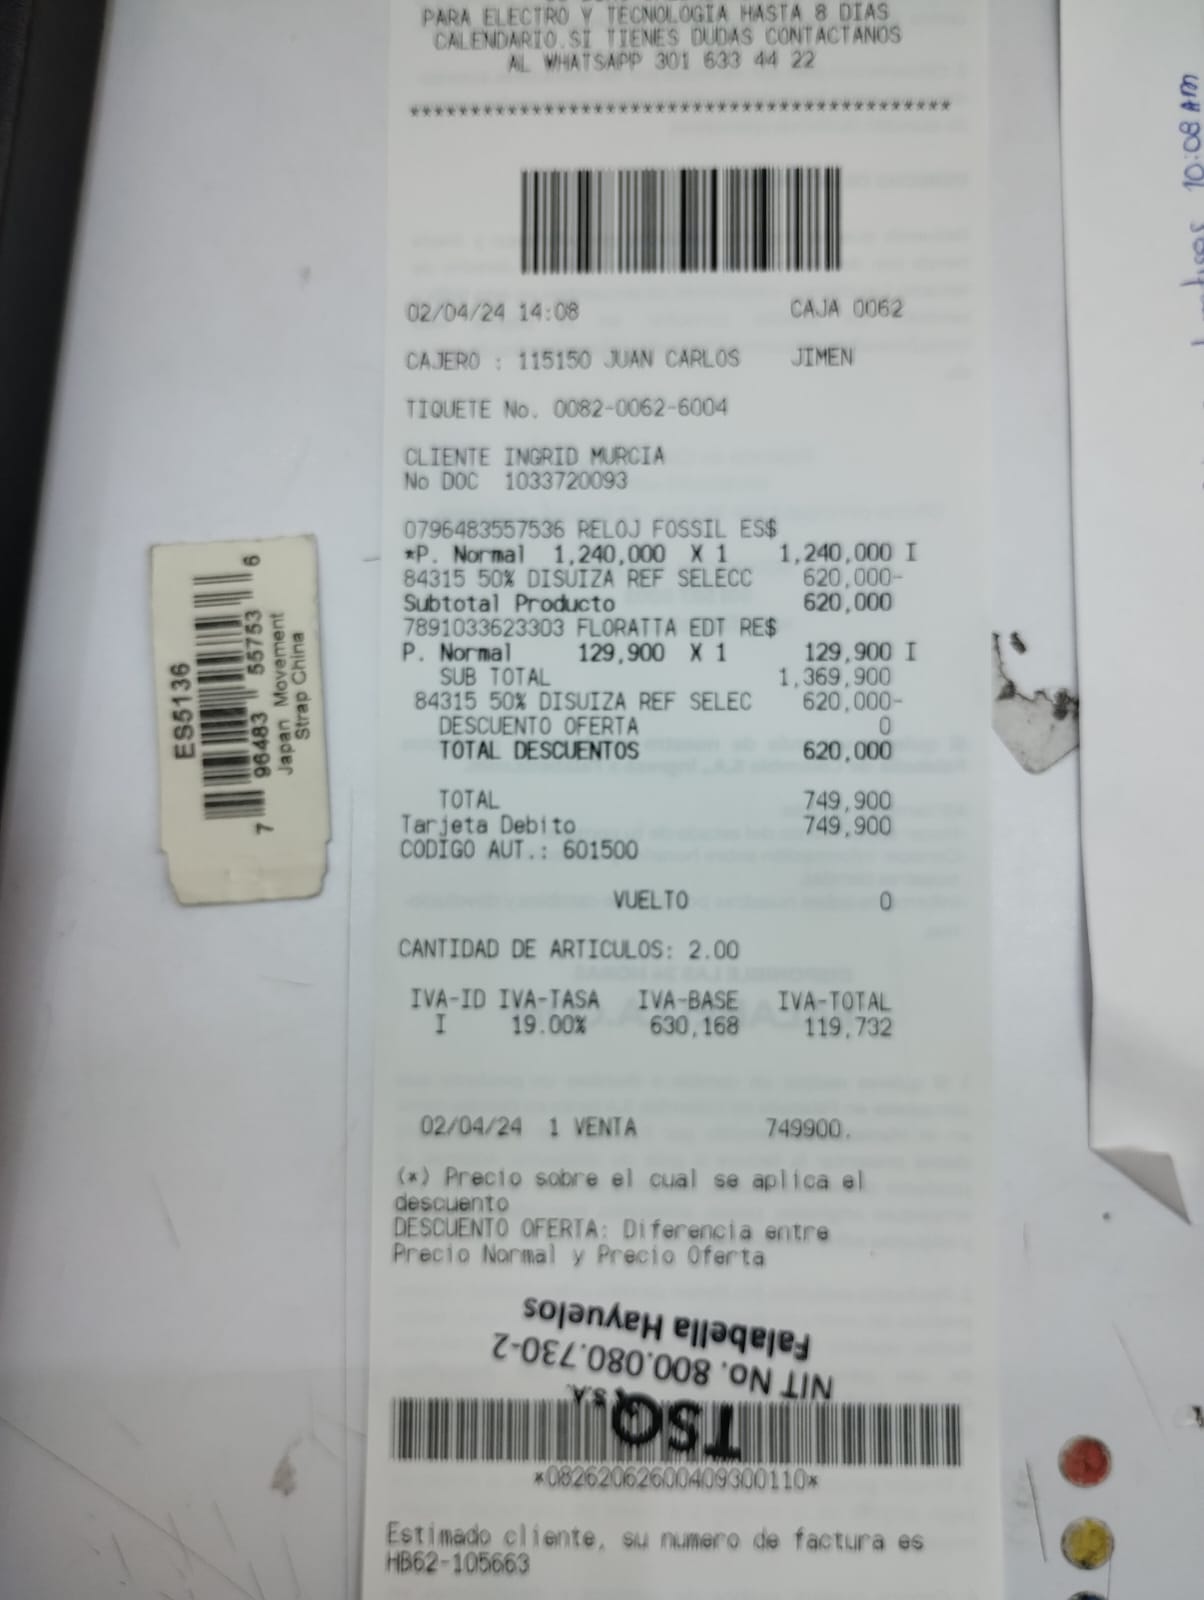 PARA ELECTRO Y TECNOLOGIA HASTA 8 DIAS
CALENDARIO.SI TIENES DUDAS CONTACTANOS
AL WHATSAPP 301 633 44 22
********************************************
02/04/24 14:08 CAJA 0062
CAJERO : 115150 JUAN CARLOS JIMEN
TIQUETE No. 0082-0062-6004
CLIENTE INGRID MURCIA
No DOC 1033720093
0796483557536 RELOJ FOSSIL ES$
*P. Normal 1,240,000 X 1 1,240,000 I
84315 50% DISUIZA REF SELECC 620,000-
Subtotal Producto 620,000
7891033623303 FLORATTA EDT RE$
P. Normal 129,900 X 1 129,900 I
SUB TOTAL 1,369,900
84315 50% DISUIZA REF SELEC 620,000-
DESCUENTO OFERTA 0
TOTAL DESCUENTOS 620,000
TOTAL 749,900
Tarjeta Debito 749,900
CODIGO AUT.: 601500
VUELTO 0
CANTIDAD DE ARTICULOS: 2.00
IVA-ID IVA-TASA IVA-BASE IVA-TOTAL
I 19.00% 630,168 119,732
02/04/24 1 VENTA 749900.
(*) Precio sobre el cual se aplica el
descuento
DESCUENTO OFERTA: Diferencia entre
Precio Normal y Precio Oferta
TSQ S.A.
NIT No. 800.080.730-2
Falabella Hayuelos
*08262062600409300110*
Estimado cliente, su numero de factura es
HB62-105663
ES5136
7 96483 55753 6
Japan Movement
Strap China
10:08 AM